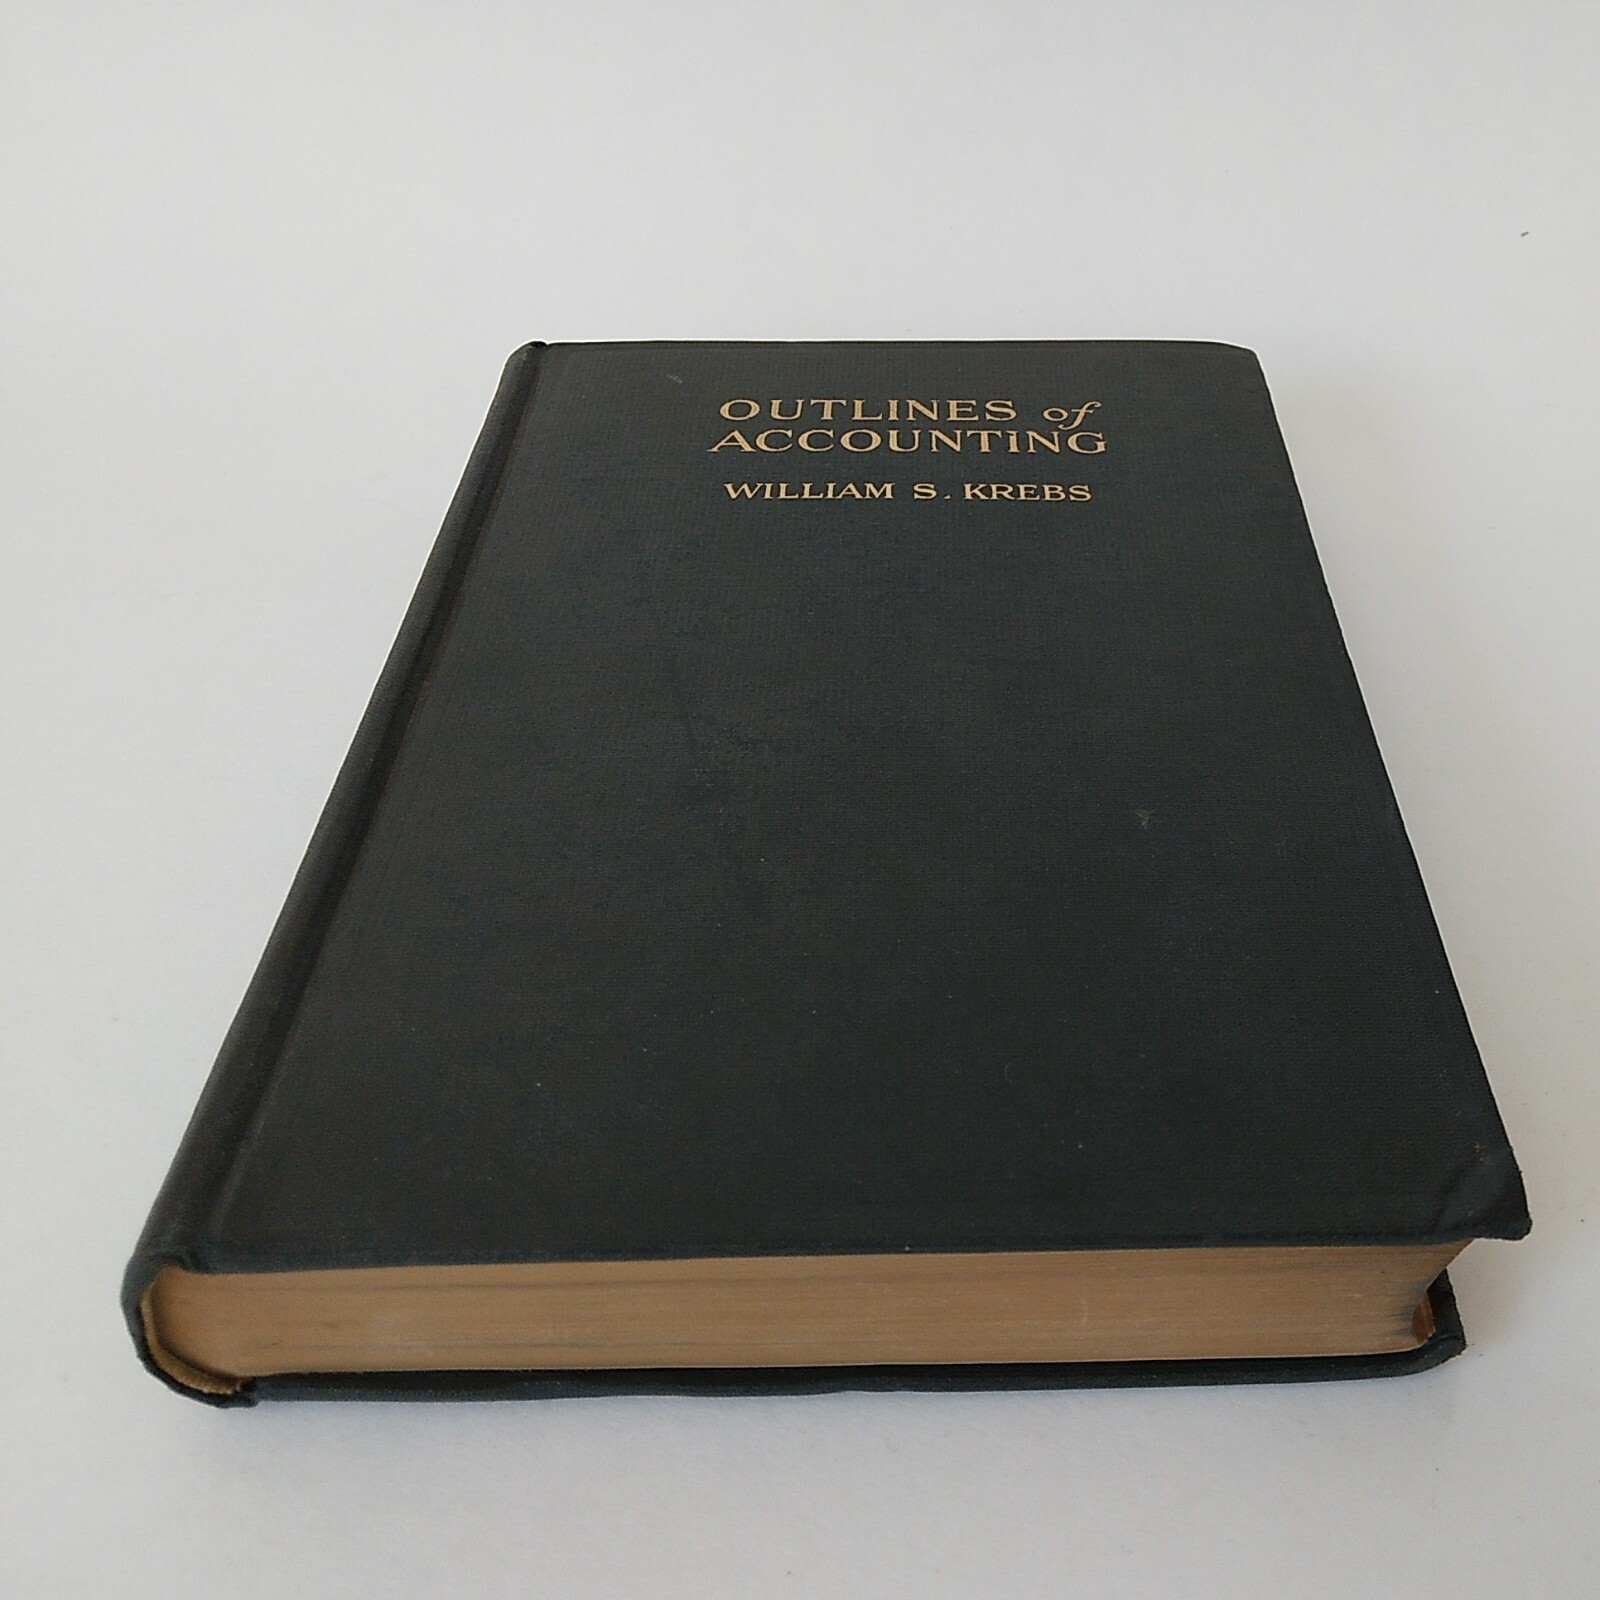 OUTLINES of
ACCOUNTING
WILLIAM S. KREBS